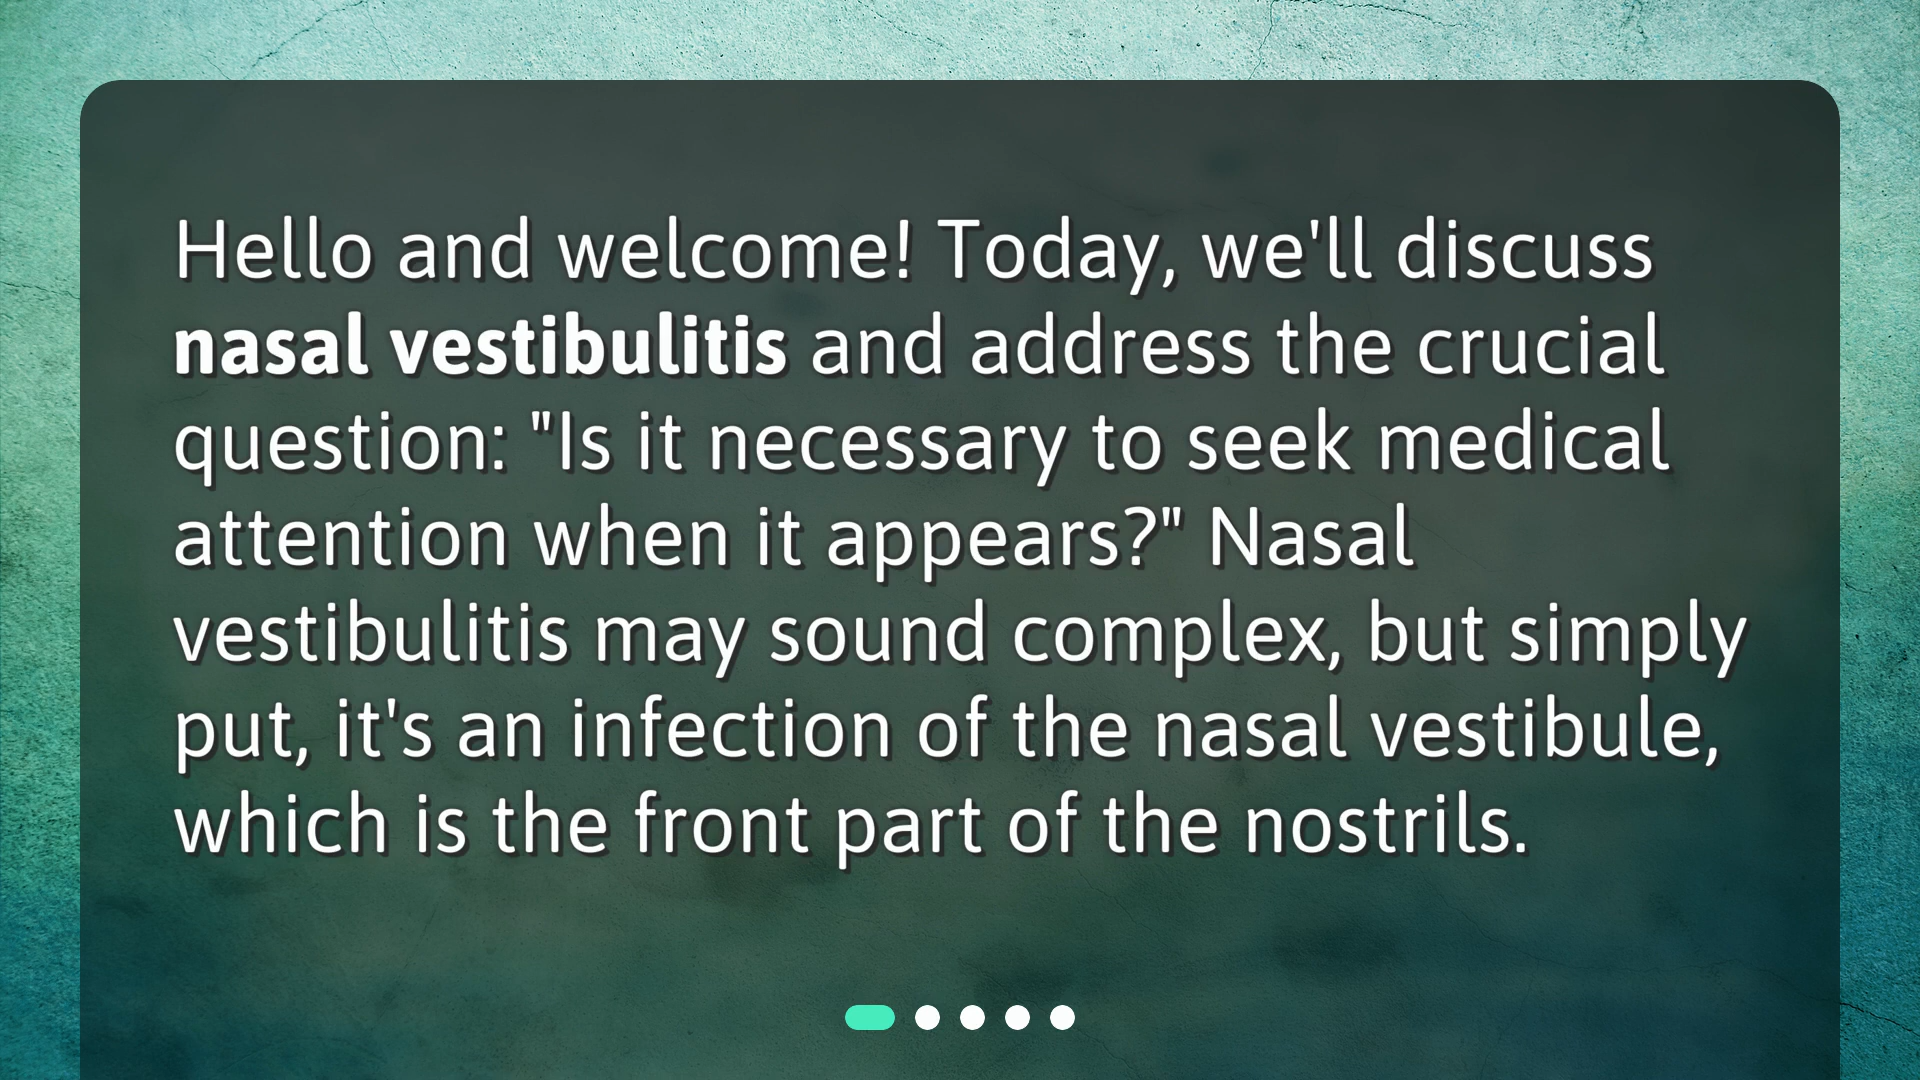 Hello and welcome! Today, we'll discuss
nasal vestibulitis and address the crucial
question: "Is it necessary to seek medical
attention when it appears?" Nasal
vestibulitis may sound complex, but simply
put, it's an infection of the nasal vestibule,
which is the front part of the nostrils.